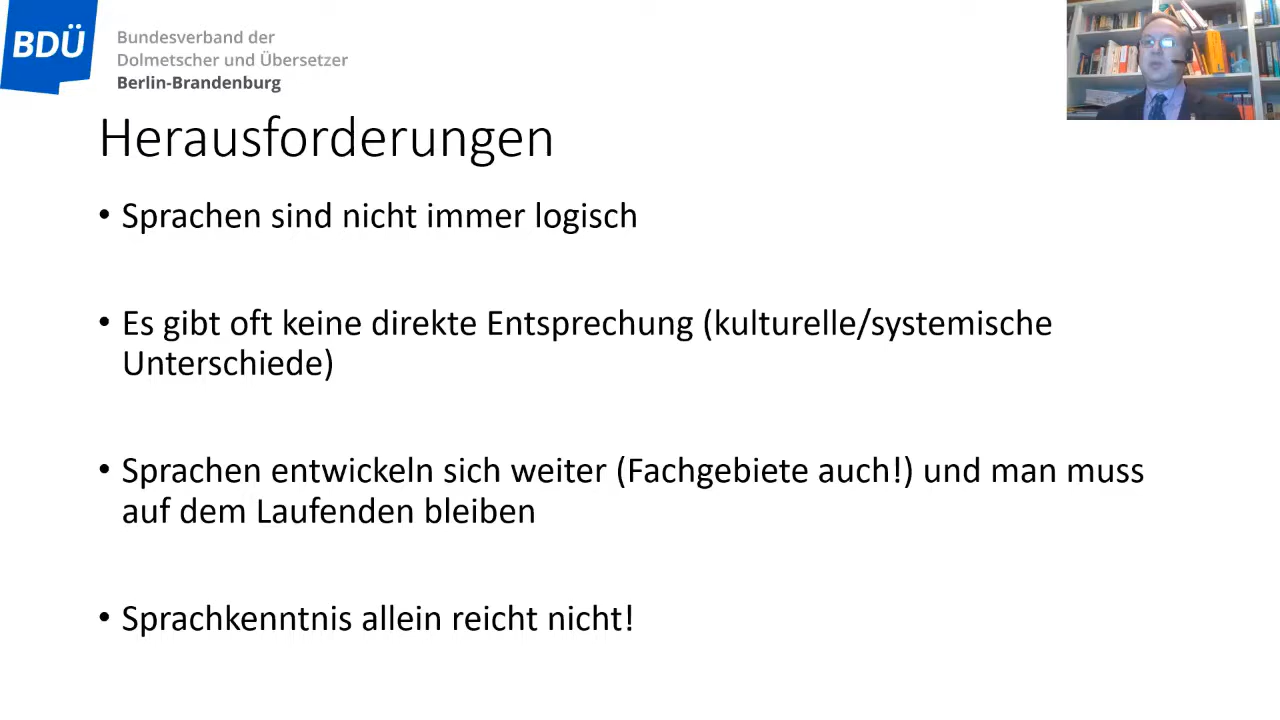 BDÜ
Bundesverband der
Dolmetscher und Übersetzer
Berlin-Brandenburg
Herausforderungen
• Sprachen sind nicht immer logisch
• Es gibt oft keine direkte Entsprechung (kulturelle/systemische
Unterschiede)
• Sprachen entwickeln sich weiter (Fachgebiete auch!) und man muss
auf dem Laufenden bleiben
• Sprachkenntnis allein reicht nicht!